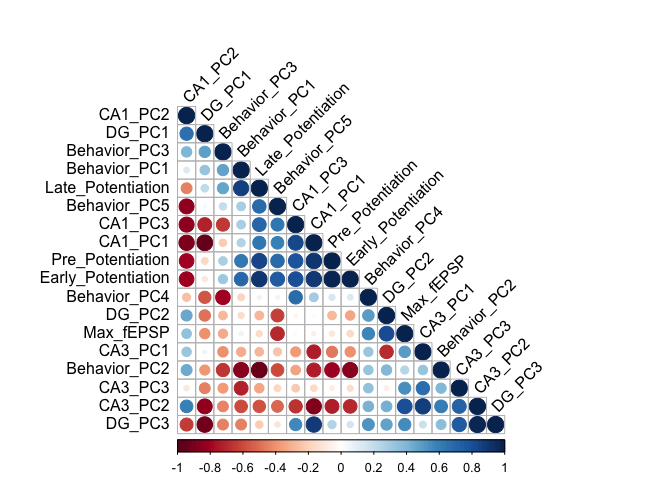 CA1_PC2
DG_PC1
Behavior_PC3
Behavior_PC1
Late_Potentiation
Behavior_PC5
CA1_PC3
CA1_PC1
Pre_Potentiation
Early_Potentiation
Behavior_PC4
DG_PC2
Max_fEPSP
CA3_PC1
Behavior_PC2
CA3_PC3
CA3_PC2
DG_PC3
CA1_PC2
DG_PC1
Behavior_PC3
Behavior_PC1
Late_Potentiation
Behavior_PC5
CA1_PC3
CA1_PC1
Pre_Potentiation
Early_Potentiation
Behavior_PC4
DG_PC2
Max_fEPSP
CA3_PC1
Behavior_PC2
CA3_PC3
CA3_PC2
DG_PC3
-1 -0.8 -0.6 -0.4 -0.2 0 0.2 0.4 0.6 0.8 1